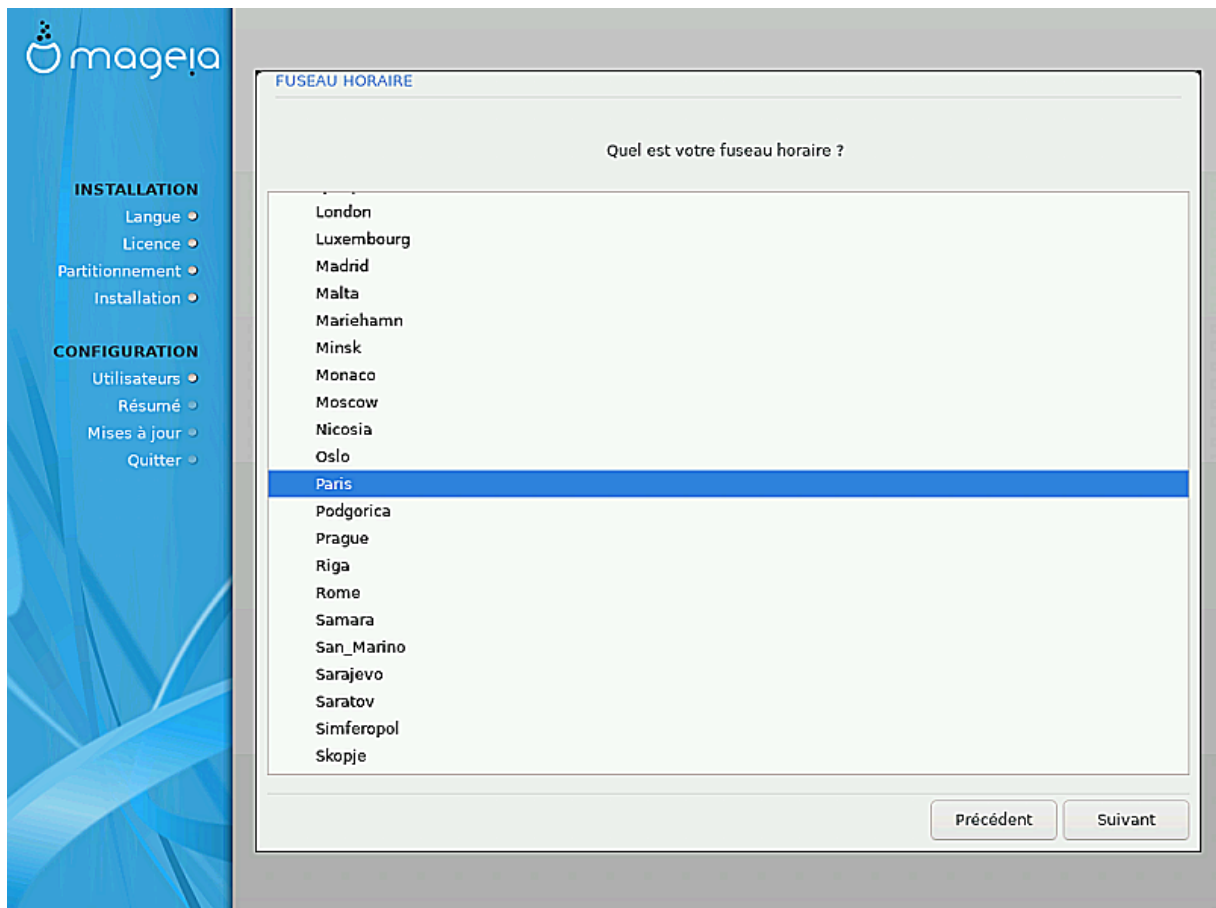 mageia
INSTALLATION
Langue
Licence
Partitionnement
Installation
CONFIGURATION
Utilisateurs
Résumé
Mises à jour
Quitter
FUSEAU HORAIRE
Quel est votre fuseau horaire ?
London
Luxembourg
Madrid
Malta
Mariehamn
Minsk
Monaco
Moscow
Nicosia
Oslo
Paris
Podgorica
Prague
Riga
Rome
Samara
San_Marino
Sarajevo
Saratov
Simferopol
Skopje
Précédent
Suivant